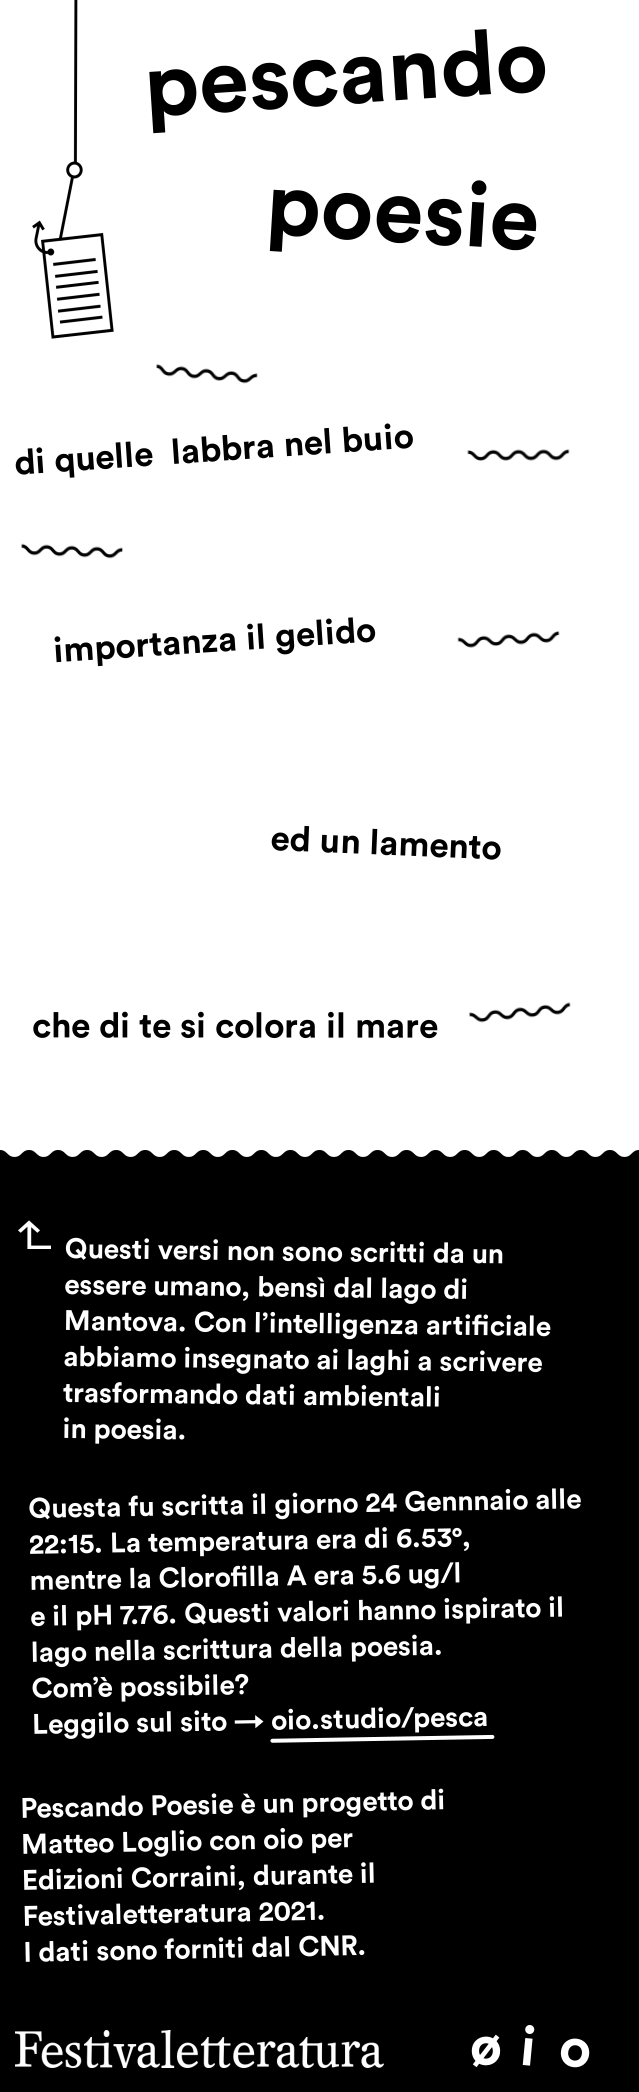 pescando
poesie
di quelle labbra nel buio
importanza il gelido
ed un lamento
che di te si colora il mare
Questi versi non sono scritti da un
essere umano, bensì dal lago di
Mantova. Con l’intelligenza artificiale
abbiamo insegnato ai laghi a scrivere
trasformando dati ambientali
in poesia.
Questa fu scritta il giorno 24 Gennnaio alle
22:15. La temperatura era di 6.53°,
mentre la Clorofilla A era 5.6 ug/l
e il pH 7.76. Questi valori hanno ispirato il
lago nella scrittura della poesia.
Com’è possibile?
Leggilo sul sito → oio.studio/pesca
Pescando Poesie è un progetto di
Matteo Loglio con oio per
Edizioni Corraini, durante il
Festivaletteratura 2021.
I dati sono forniti dal CNR.
Festivaletteratura ø i o